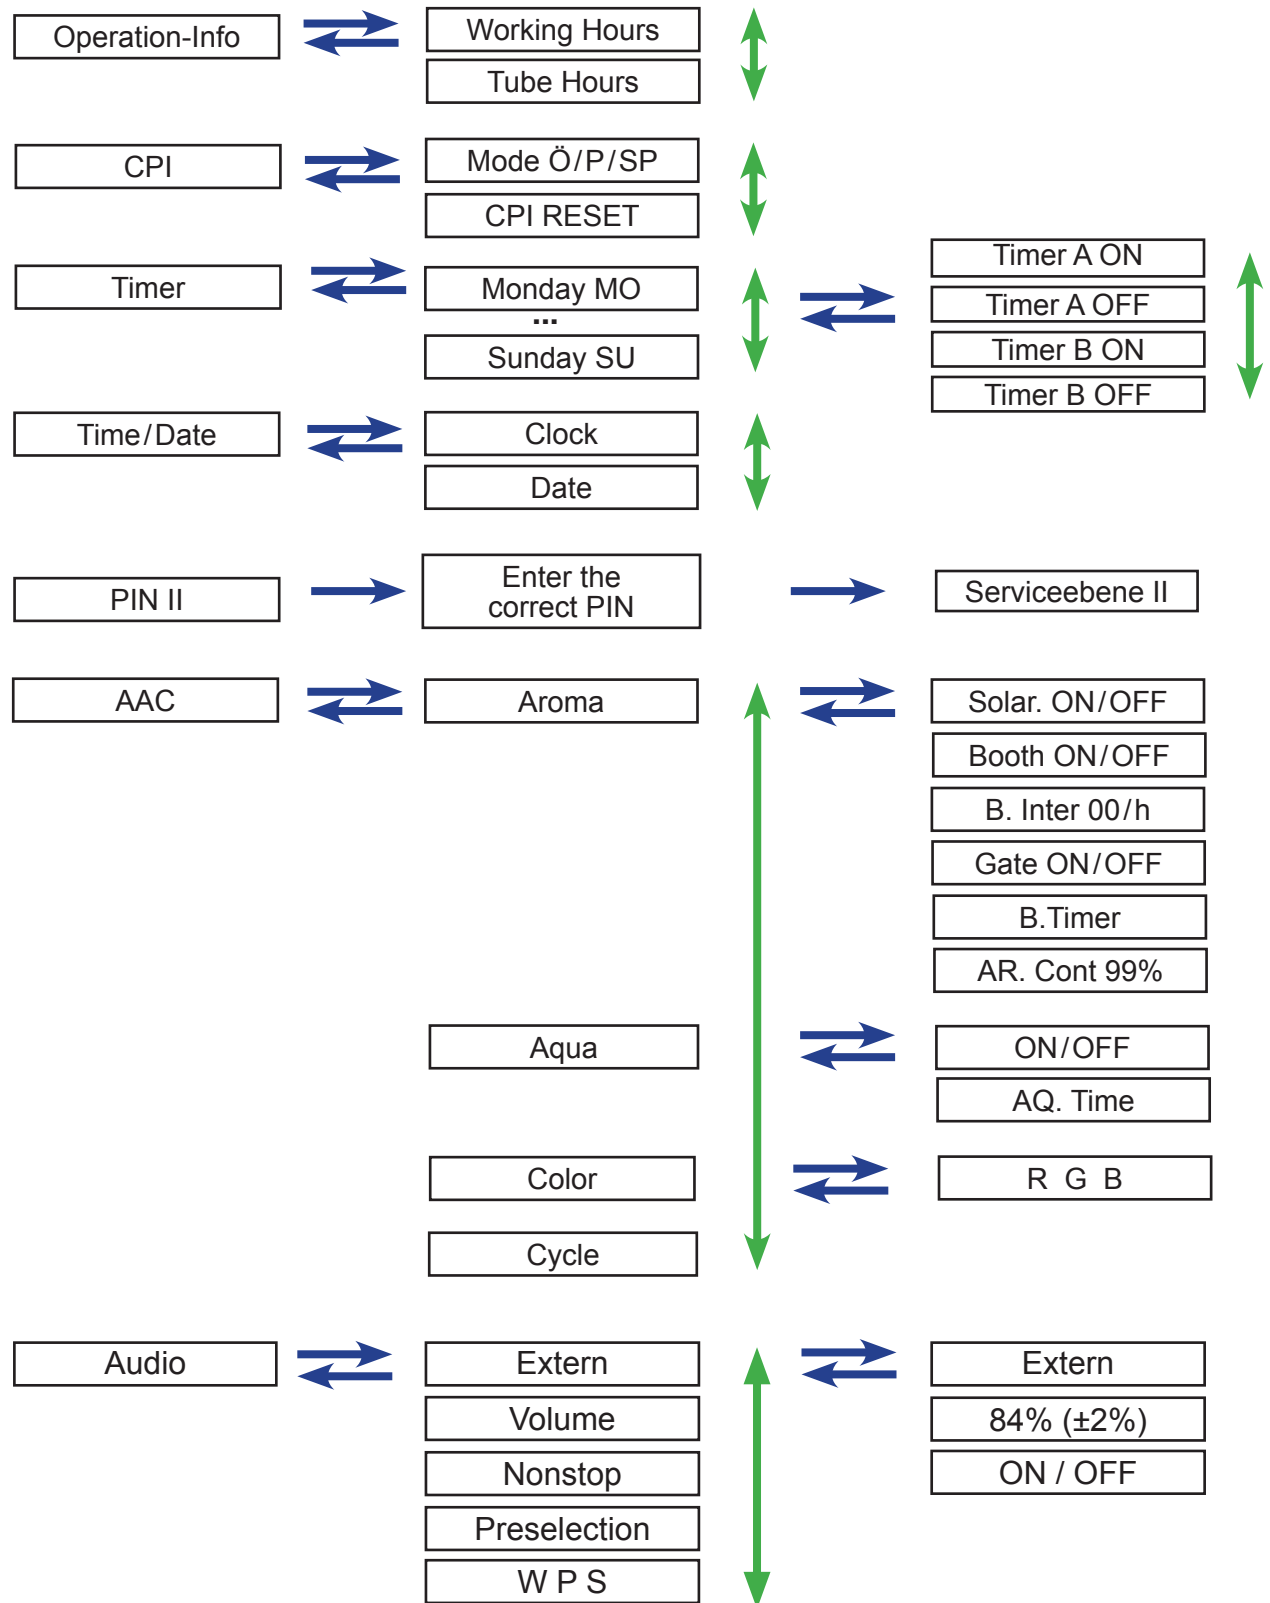 Operation-Info
Working Hours
Tube Hours
CPI
Mode Ö/P/SP
CPI RESET
Timer
Monday MO
...
Sunday SU
Timer A ON
Timer A OFF
Timer B ON
Timer B OFF
Time/Date
Clock
Date
PIN II
Enter the
correct PIN
Serviceebene II
AAC
Aroma
Solar. ON/OFF
Booth ON/OFF
B. Inter 00/h
Gate ON/OFF
B.Timer
AR. Cont 99%
Aqua
ON/OFF
AQ. Time
Color
R G B
Cycle
Audio
Extern
Extern
Volume
84% (±2%)
Nonstop
ON / OFF
Preselection
W P S